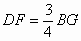 DF = 3/4 BG